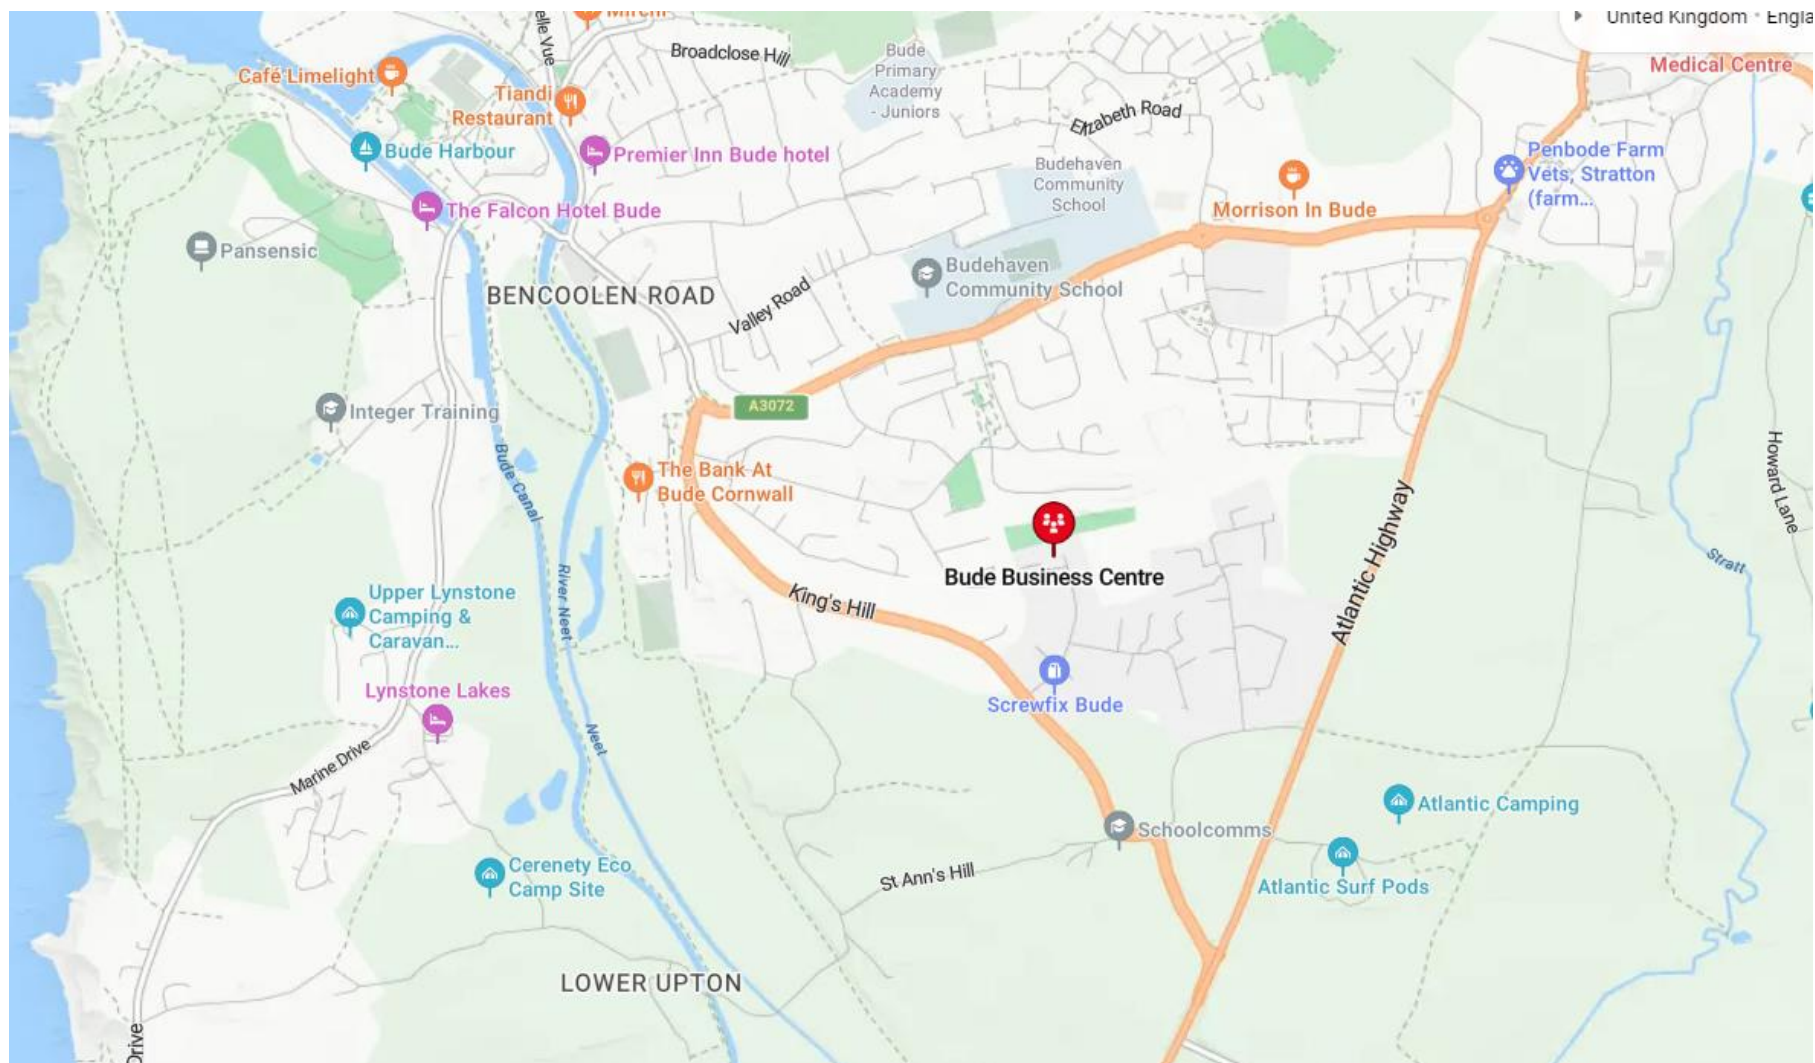 United Kingdom • Engla
Mirchi
elle Vue
Broadclose Hill
Bude
Primary
Academy
- Juniors
Medical Centre
Café Limelight
Tiandi
Restaurant
Elizabeth Road
Bude Harbour
Premier Inn Bude hotel
Budehaven
Community
School
Penbode Farm
Vets, Stratton
(farm...
The Falcon Hotel Bude
Morrison In Bude
Pansensic
Budehaven
Community School
BENCOOLEN ROAD
Valley Road
A3072
Integer Training
Bude Canal
The Bank At
Bude Cornwall
Howard Lane
Atlantic Highway
Stratt
Bude Business Centre
River Neet
King's Hill
Upper Lynstone
Camping &
Caravan...
Lynstone Lakes
Screwfix Bude
Neet
Marine Drive
Atlantic Camping
Schoolcomms
Cerenety Eco
Camp Site
St Ann's Hill
Atlantic Surf Pods
LOWER UPTON
Drive